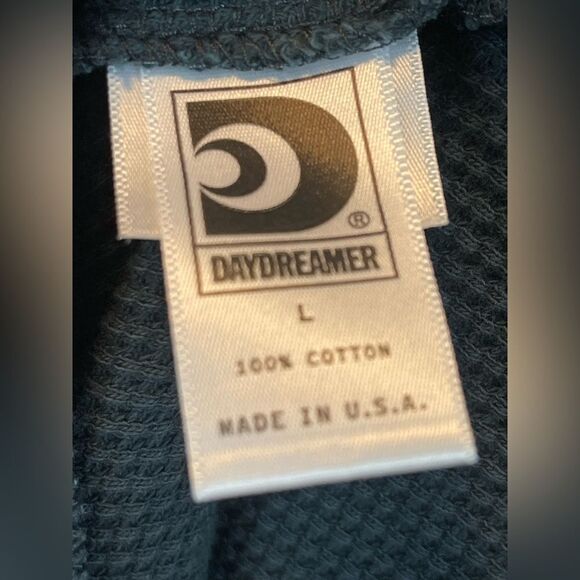 ®
DAYDREAMER
L
100% COTTON
MADE IN U.S.A.